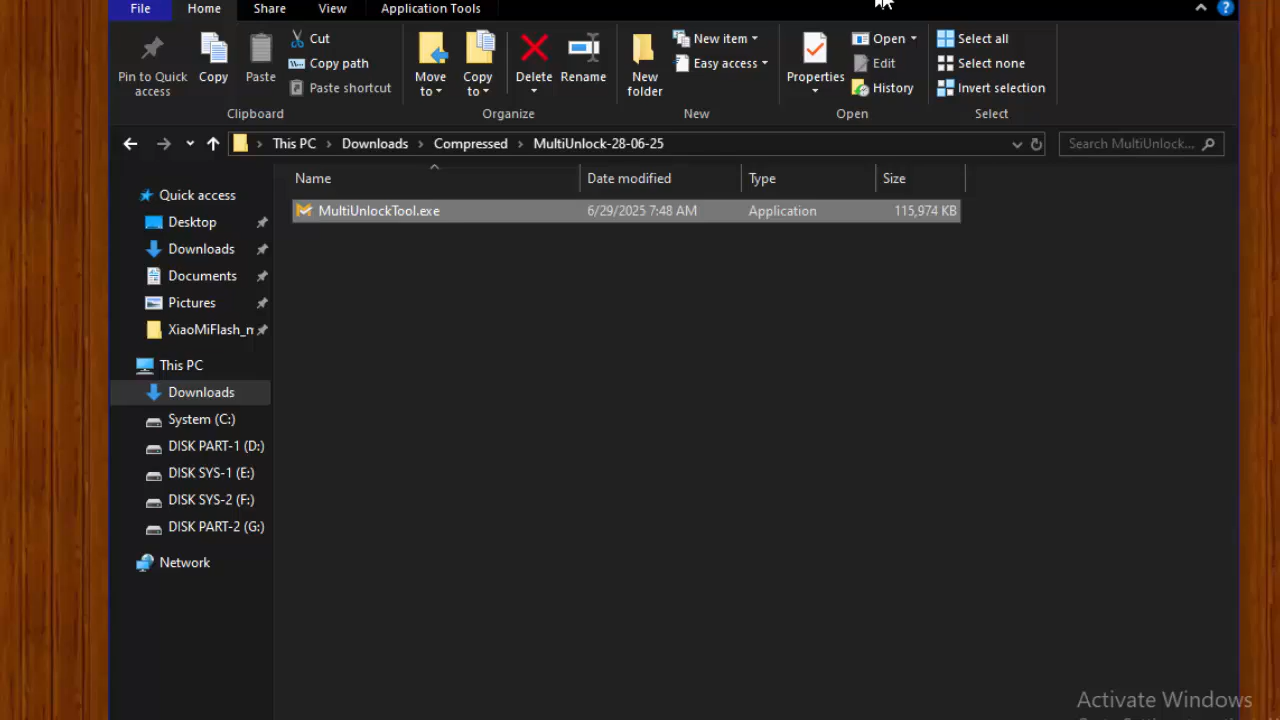 File Home Share View Application Tools
Pin to Quick access
Copy
Paste
Cut
Copy path
Paste shortcut
Clipboard
Move to
Copy to
Delete
Rename
Organize
New folder
New item
Easy access
New
Properties
Open
Edit
History
Open
Select all
Select none
Invert selection
Select
This PC > Downloads > Compressed > MultiUnlock-28-06-25
Search MultiUnlock...
Name Date modified Type Size
MultiUnlockTool.exe 6/29/2025 7:48 AM Application 115,974 KB
Quick access
Desktop
Downloads
Documents
Pictures
XiaoMiFlash_n
This PC
Downloads
System (C:)
DISK PART-1 (D:)
DISK SYS-1 (E:)
DISK SYS-2 (F:)
DISK PART-2 (G:)
Network
Activate Windows